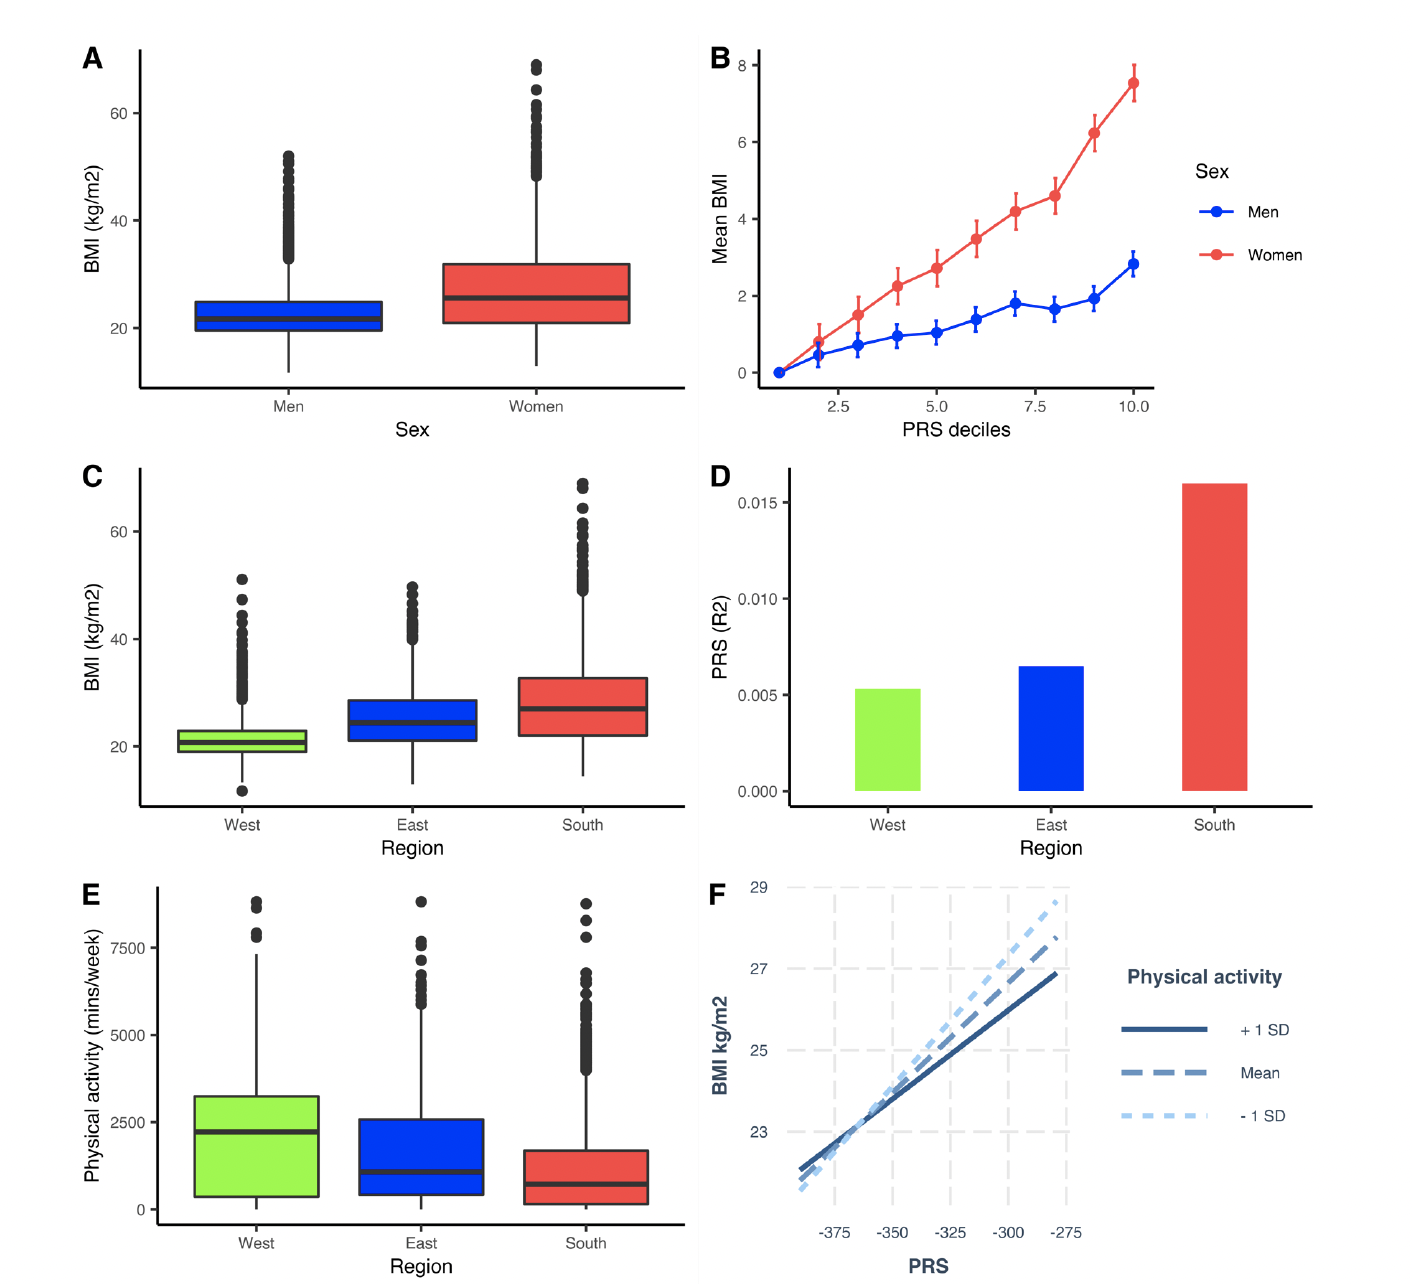 A
BMI (kg/m2)
60
40
20
Men
Women
Sex
B
Mean BMI
8
6
4
2
0
2.5
5.0
7.5
10.0
PRS deciles
Sex
Men
Women
C
BMI (kg/m2)
60
40
20
West
East
South
Region
D
PRS (R2)
0.015
0.010
0.005
0.000
West
East
South
Region
E
Physical activity (mins/week)
7500
5000
2500
0
West
East
South
Region
F
BMI kg/m2
29
27
25
23
-375
-350
-325
-300
-275
PRS
Physical activity
+ 1 SD
Mean
- 1 SD